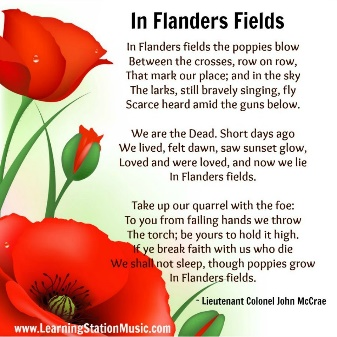 In Flanders Fields
In Flanders fields the poppies blow
Between the crosses, row on row,
That mark our place; and in the sky
The larks, still bravely singing, fly
Scarce heard amid the guns below.
We are the Dead. Short days ago
We lived, felt dawn, saw sunset glow,
Loved and were loved, and now we lie
In Flanders fields.
Take up our quarrel with the foe:
To you from failing hands we throw
The torch; be yours to hold it high.
If ye break faith with us who die
We shall not sleep, though poppies grow
In Flanders fields.
~ Lieutenant Colonel John McCrae
www.LearningStationMusic.com